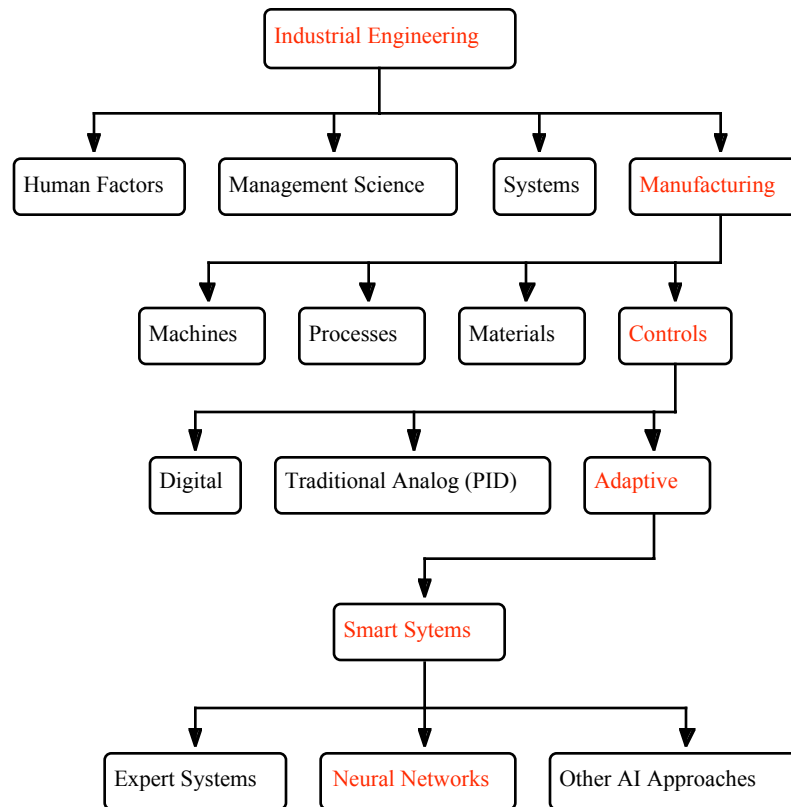 Industrial Engineering
Human Factors
Management Science
Systems
Manufacturing
Machines
Processes
Materials
Controls
Digital
Traditional Analog (PID)
Adaptive
Smart Sytems
Expert Systems
Neural Networks
Other AI Approaches